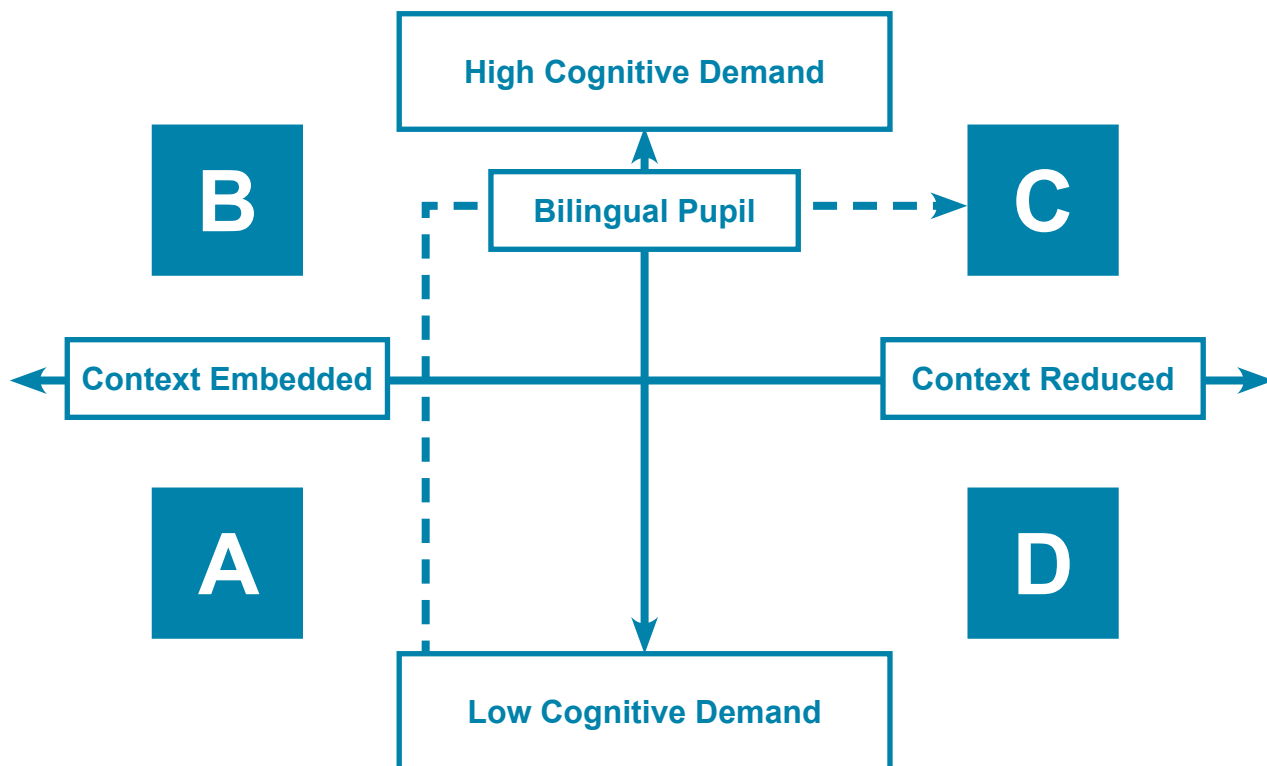 High Cognitive Demand
B
Bilingual Pupil
C
Context Embedded
Context Reduced
A
D
Low Cognitive Demand